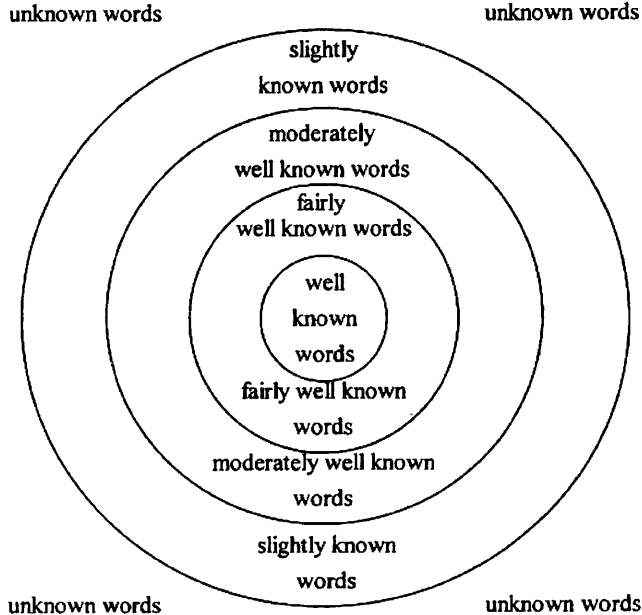 unknown words
unknown words
slightly
known words
moderately
well known words
fairly
well known words
well
known
words
fairly well known
words
moderately well known
words
slightly known
words
unknown words
unknown words